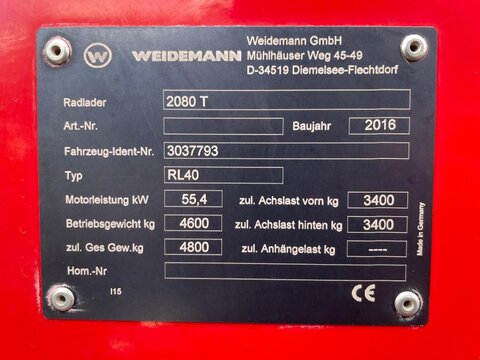 W WEIDEMANN
Weidemann GmbH
Mühlhäuser Weg 45-49
D-34519 Diemelsee-Flechtdorf
Radlader 2080 T
Art.-Nr. Baujahr 2016
Fahrzeug-Ident-Nr. 3037793
Typ RL40
Motorleistung kW 55,4 zul. Achslast vorn kg 3400
Betriebsgewicht kg 4600 zul. Achslast hinten kg 3400
zul. Ges Gew.kg 4800 zul. Anhängelast kg ----
Hom.-Nr
I15 CE
Made in Germany